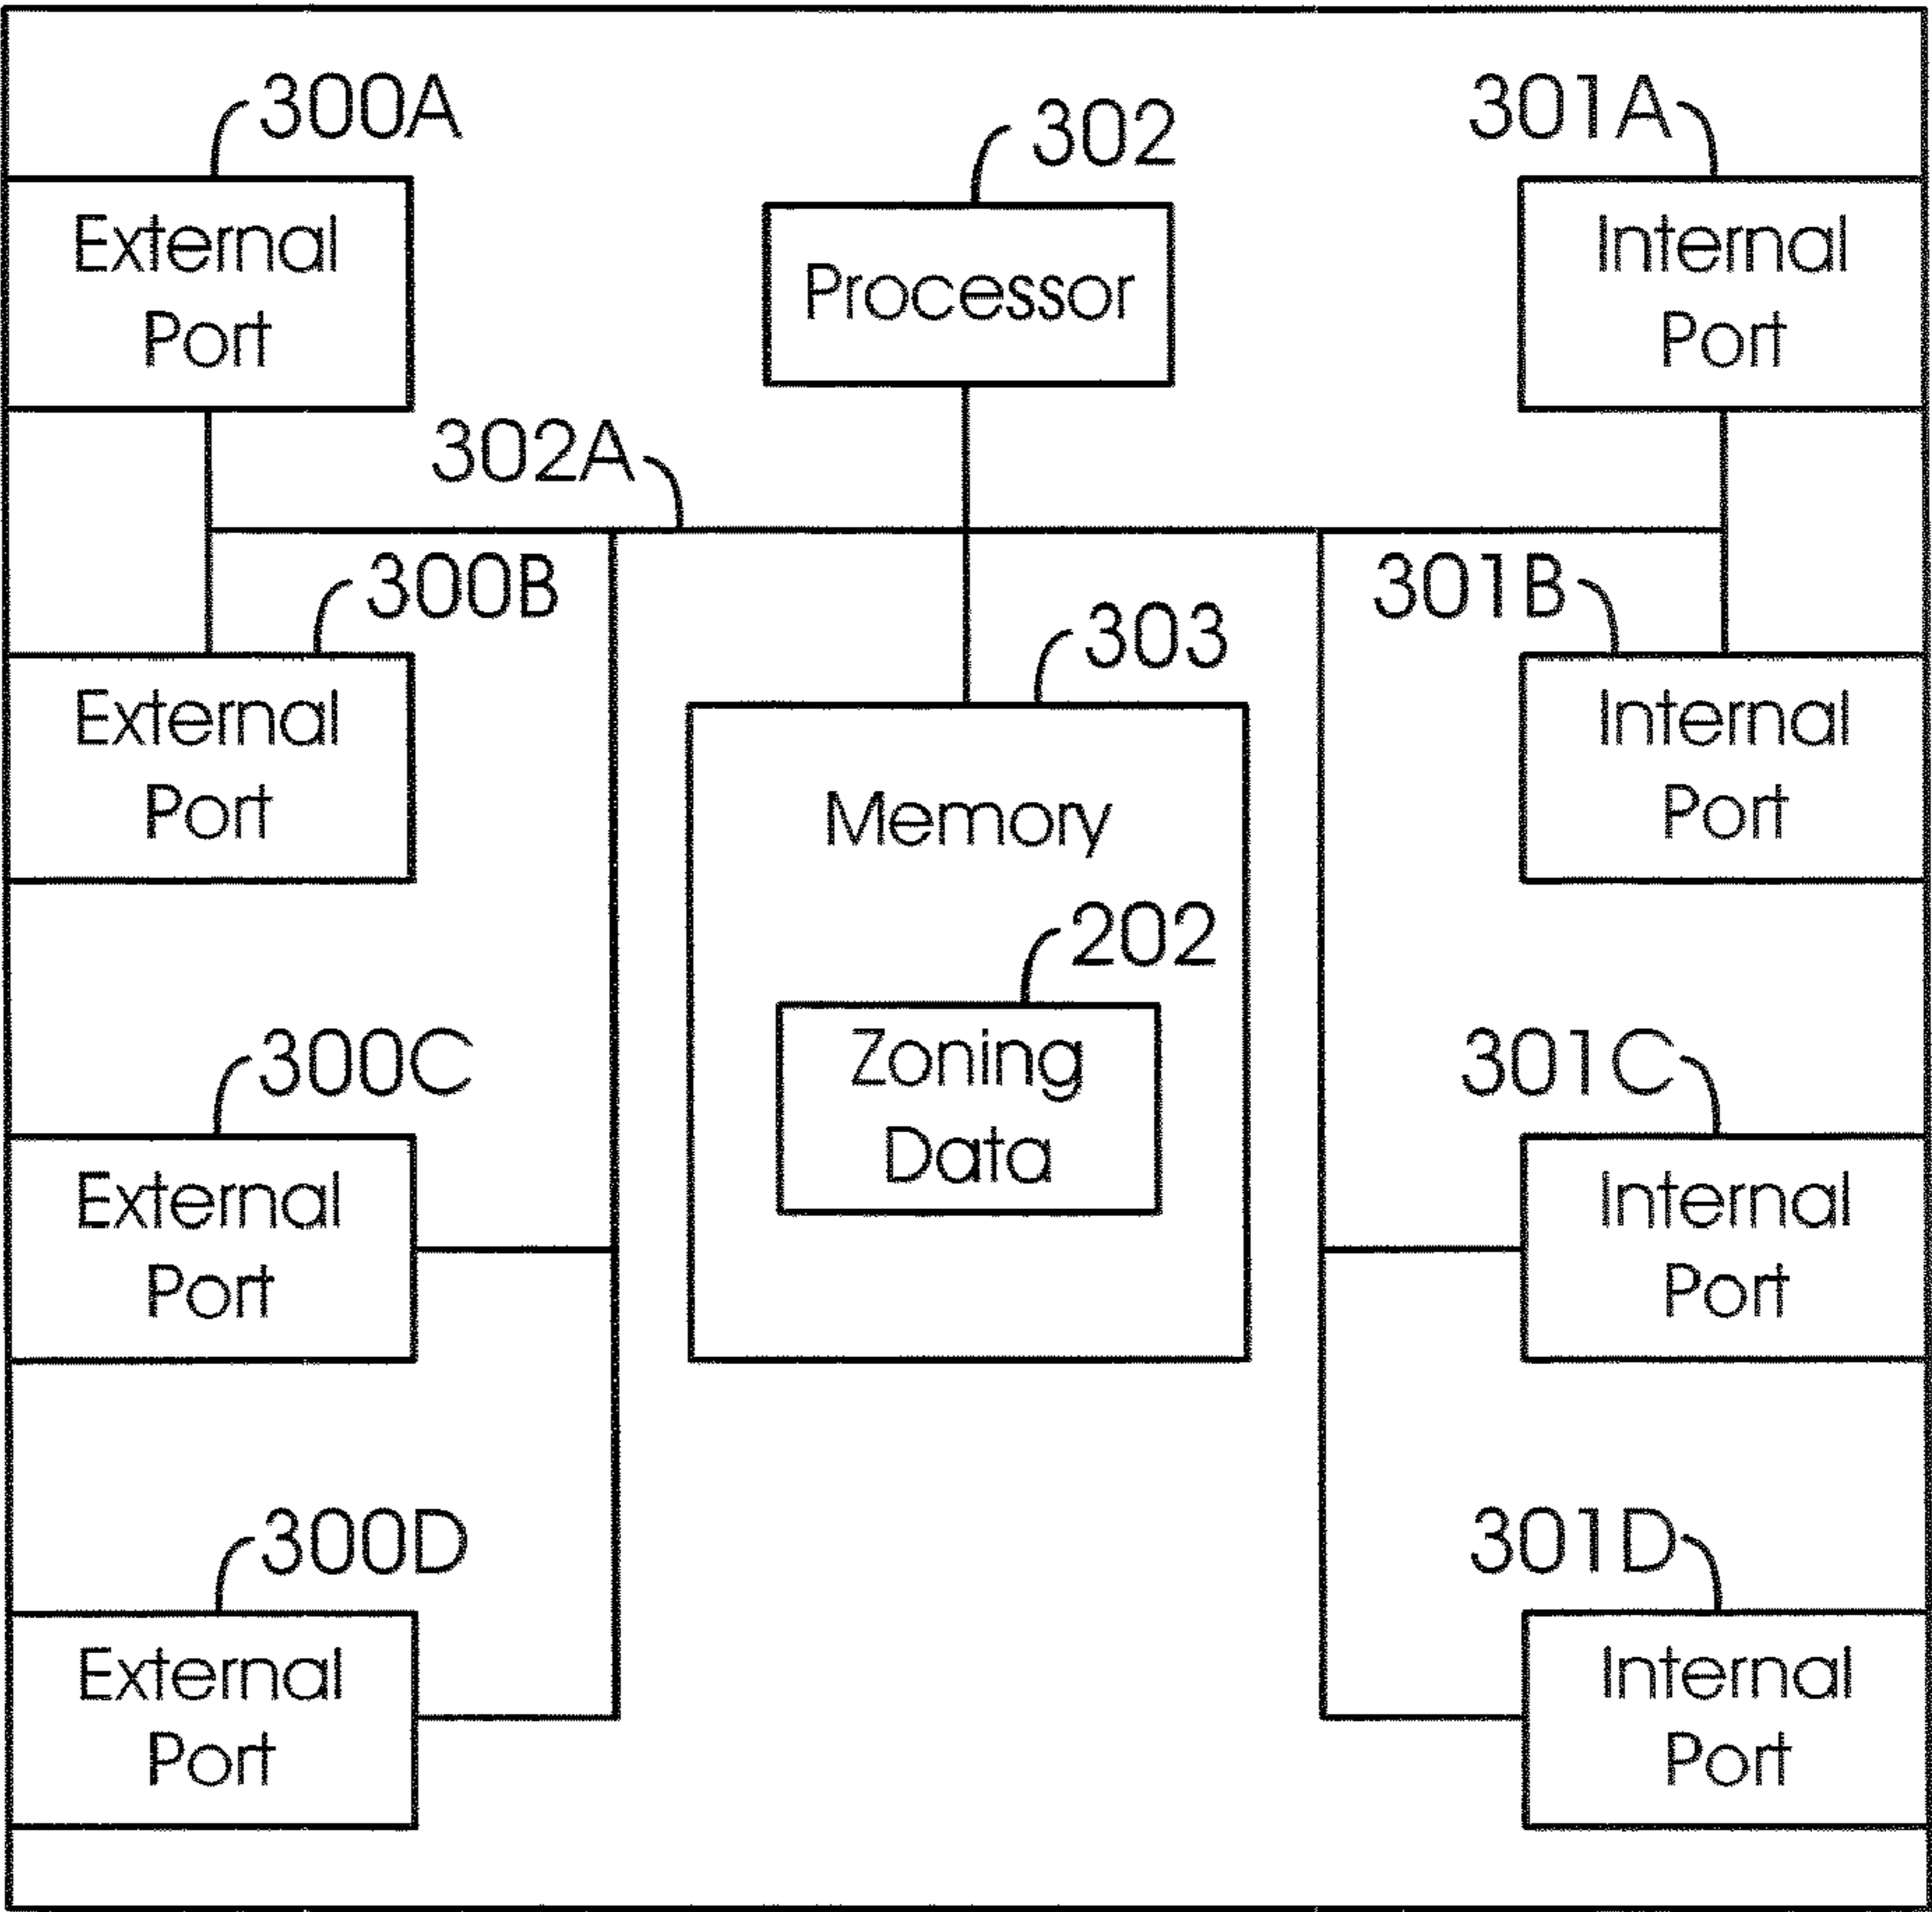 300A
302
301A
External
Port
Processor
Internal
Port
302A
300B
301B
External
Port
303
Internal
Port
Memory
202
Zoning
Data
300C
301C
External
Port
Internal
Port
300D
301D
External
Port
Internal
Port